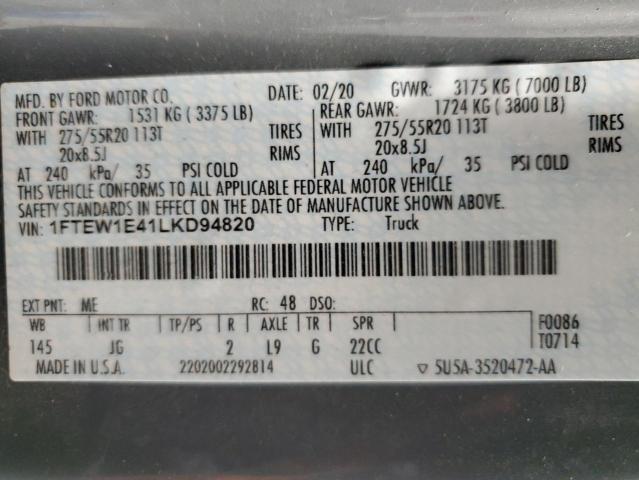 MFD. BY FORD MOTOR CO. DATE: 02/20 GVWR: 3175 KG ( 7000 LB)
FRONT GAWR: 1531 KG ( 3375 LB) REAR GAWR: 1724 KG ( 3800 LB)
WITH 275/55R20 113T TIRES WITH 275/55R20 113T TIRES
20x8.5J RIMS 20x8.5J RIMS
AT 240 kPa/ 35 PSI COLD AT 240 kPa/ 35 PSI COLD
THIS VEHICLE CONFORMS TO ALL APPLICABLE FEDERAL MOTOR VEHICLE
SAFETY STANDARDS IN EFFECT ON THE DATE OF MANUFACTURE SHOWN ABOVE.
VIN: 1FTEW1E41LKD94820 TYPE: Truck
EXT PNT: ME RC: 48 DSO:
WB INT TR TP/PS R AXLE TR SPR F0086
145 JG 2 L9 G 22CC T0714
MADE IN U.S.A. 2202002292814 ULC ▽ 5U5A-3520472-AA